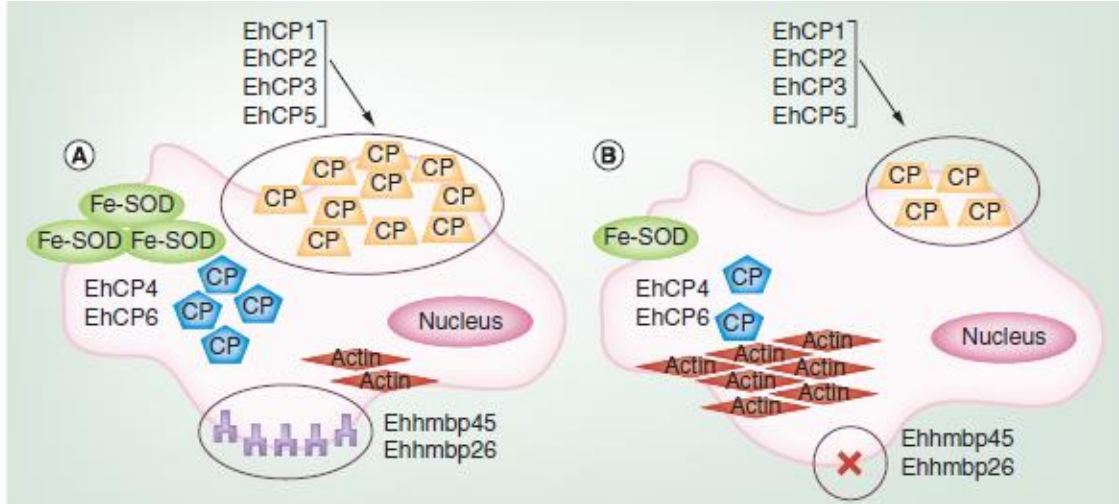 EhCP1
EhCP2
EhCP3
EhCP5
A
CP
CP
CP
CP
CP
CP
CP
CP
CP
CP
CP
Fe-SOD
Fe-SOD
Fe-SOD
EhCP4
EhCP6
CP
CP
CP
CP
Nucleus
Actin
Actin
Ehhmbp45
Ehhmbp26
EhCP1
EhCP2
EhCP3
EhCP5
B
CP
CP
CP
CP
Fe-SOD
EhCP4
EhCP6
CP
CP
Nucleus
Actin
Actin
Actin
Actin
Actin
Actin
Actin
Ehhmbp45
Ehhmbp26